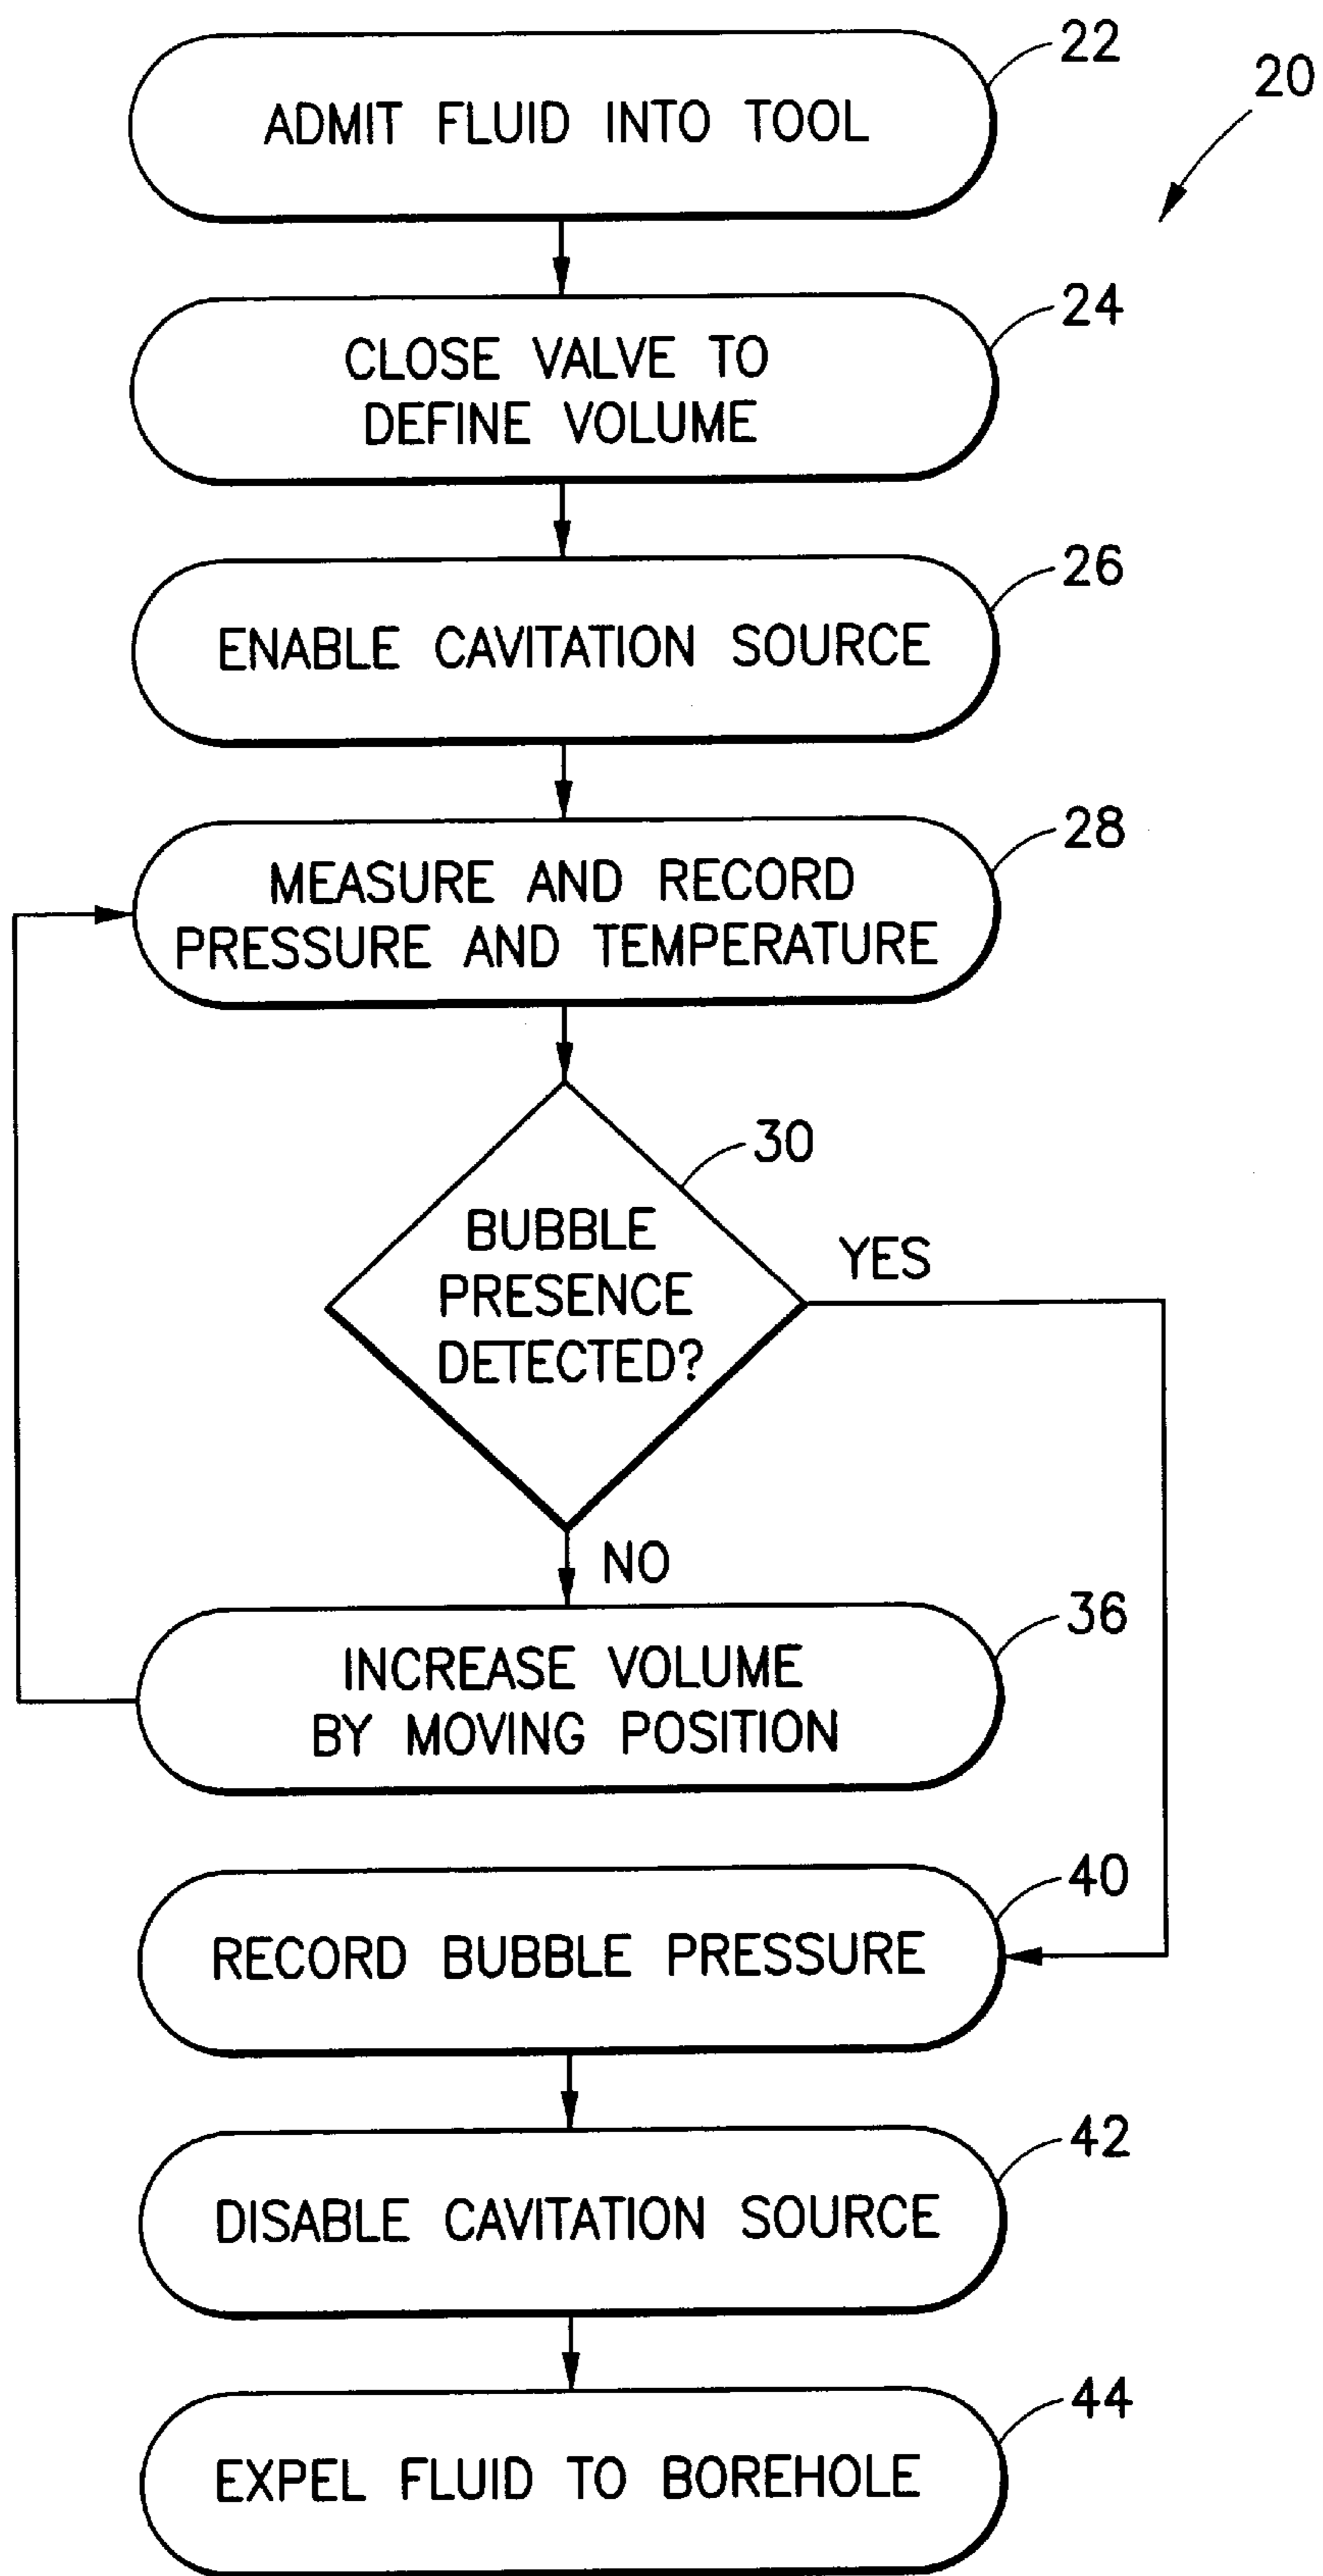 22
20
ADMIT FLUID INTO TOOL
24
CLOSE VALVE TO
DEFINE VOLUME
26
ENABLE CAVITATION SOURCE
28
MEASURE AND RECORD
PRESSURE AND TEMPERATURE
30
BUBBLE
PRESENCE
DETECTED?
YES
NO
36
INCREASE VOLUME
BY MOVING POSITION
40
RECORD BUBBLE PRESSURE
42
DISABLE CAVITATION SOURCE
44
EXPEL FLUID TO BOREHOLE